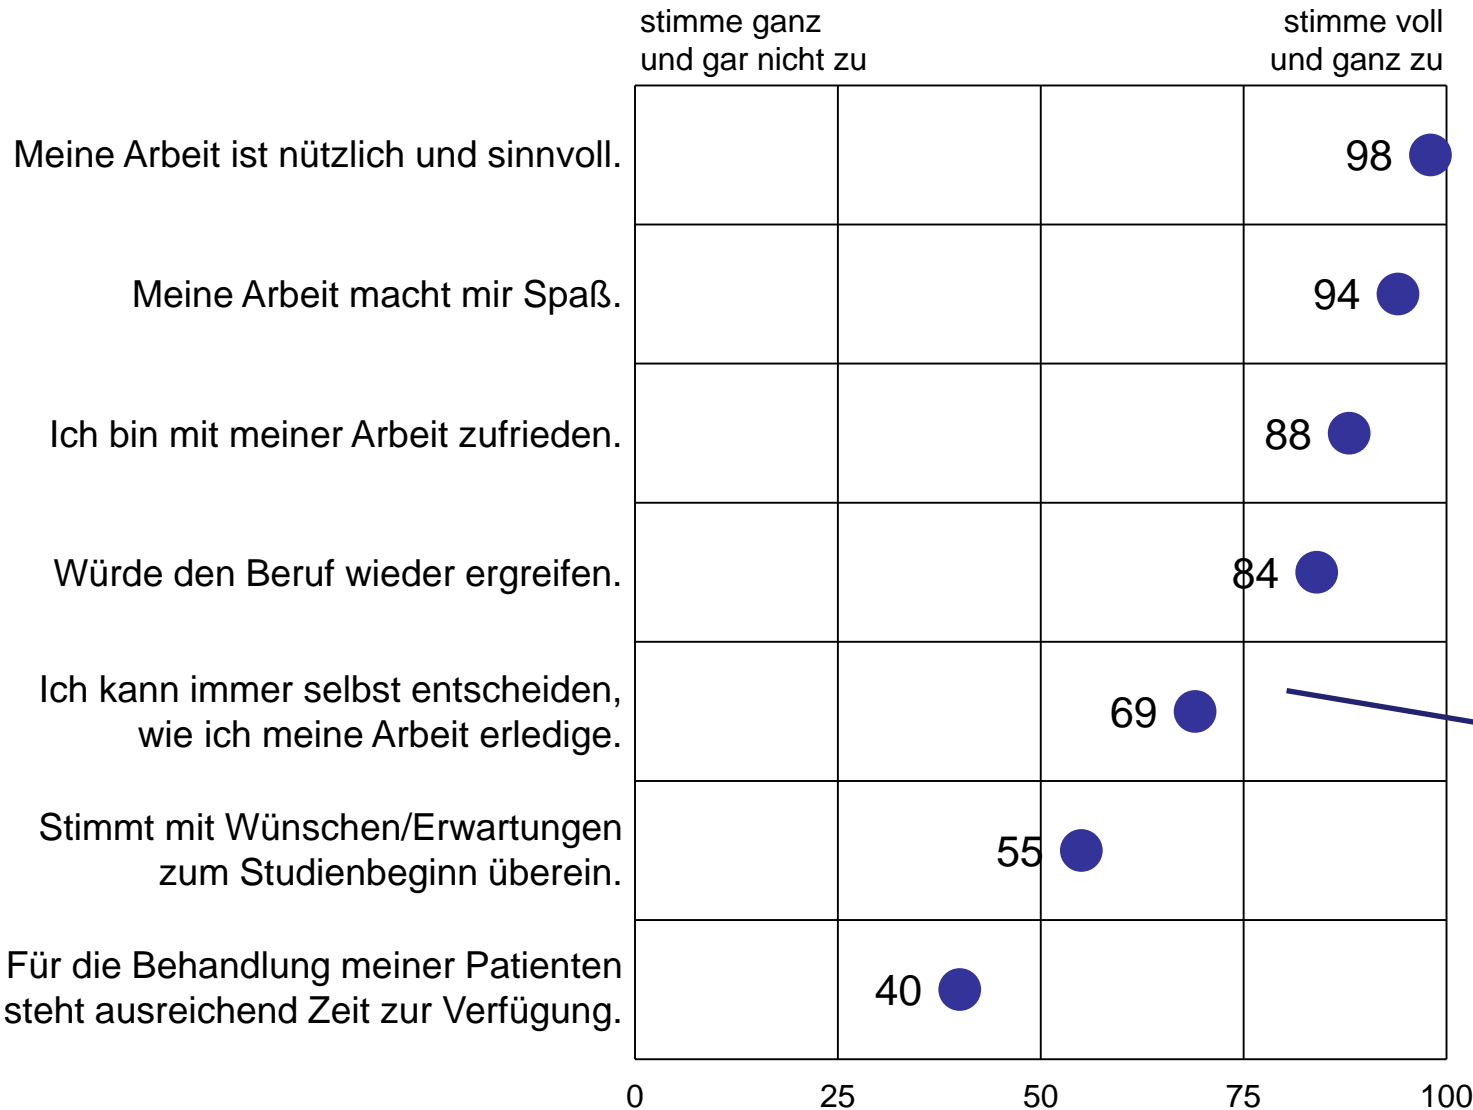 stimme ganz
und gar nicht zu
stimme voll
und ganz zu
Meine Arbeit ist nützlich und sinnvoll.
98
Meine Arbeit macht mir Spaß.
94
Ich bin mit meiner Arbeit zufrieden.
88
Würde den Beruf wieder ergreifen.
84
Ich kann immer selbst entscheiden,
wie ich meine Arbeit erledige.
69
Stimmt mit Wünschen/Erwartungen
zum Studienbeginn überein.
55
Für die Behandlung meiner Patienten
steht ausreichend Zeit zur Verfügung.
40
0 25 50 75 100